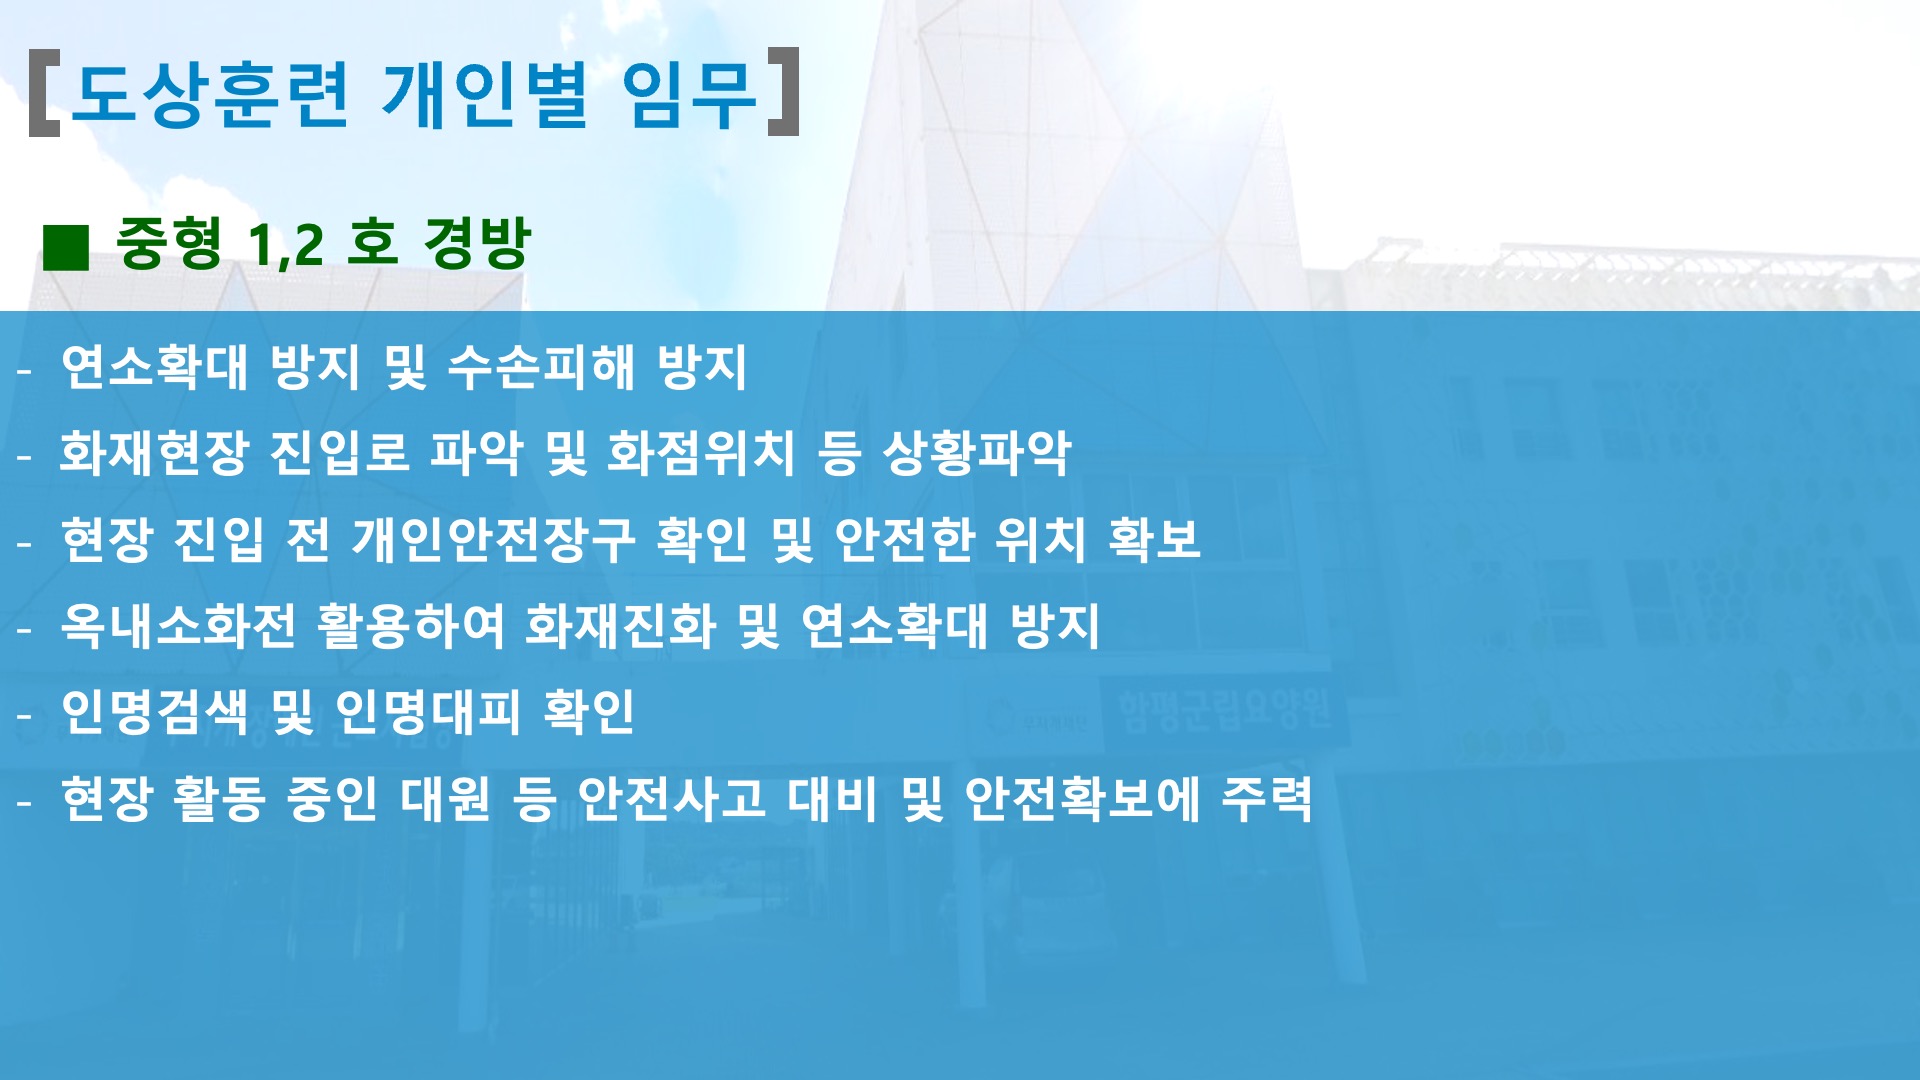 [도상훈련 개인별 임무]
■ 중형 1,2 호 경방
- 연소확대 방지 및 수손피해 방지
- 화재현장 진입로 파악 및 화점위치 등 상황파악
- 현장 진입 전 개인안전장구 확인 및 안전한 위치 확보
- 옥내소화전 활용하여 화재진화 및 연소확대 방지
- 인명검색 및 인명대피 확인
함평군립요양원
- 현장 활동 중인 대원 등 안전사고 대비 및 안전확보에 주력